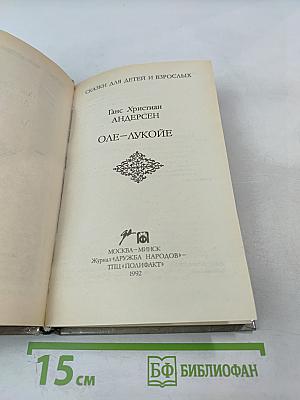 СКАЗКИ ДЛЯ ДЕТЕЙ И ВЗРОСЛЫХ
Ганс Христиан
АНДЕРСЕН
ОЛЕ-ЛУКОЙЕ
МОСКВА-МИНСК
Журнал «ДРУЖБА НАРОДОВ»-
ТПЦ «ПОЛИФАКТ»
1992
15 см
БФ БИБЛИОФАН